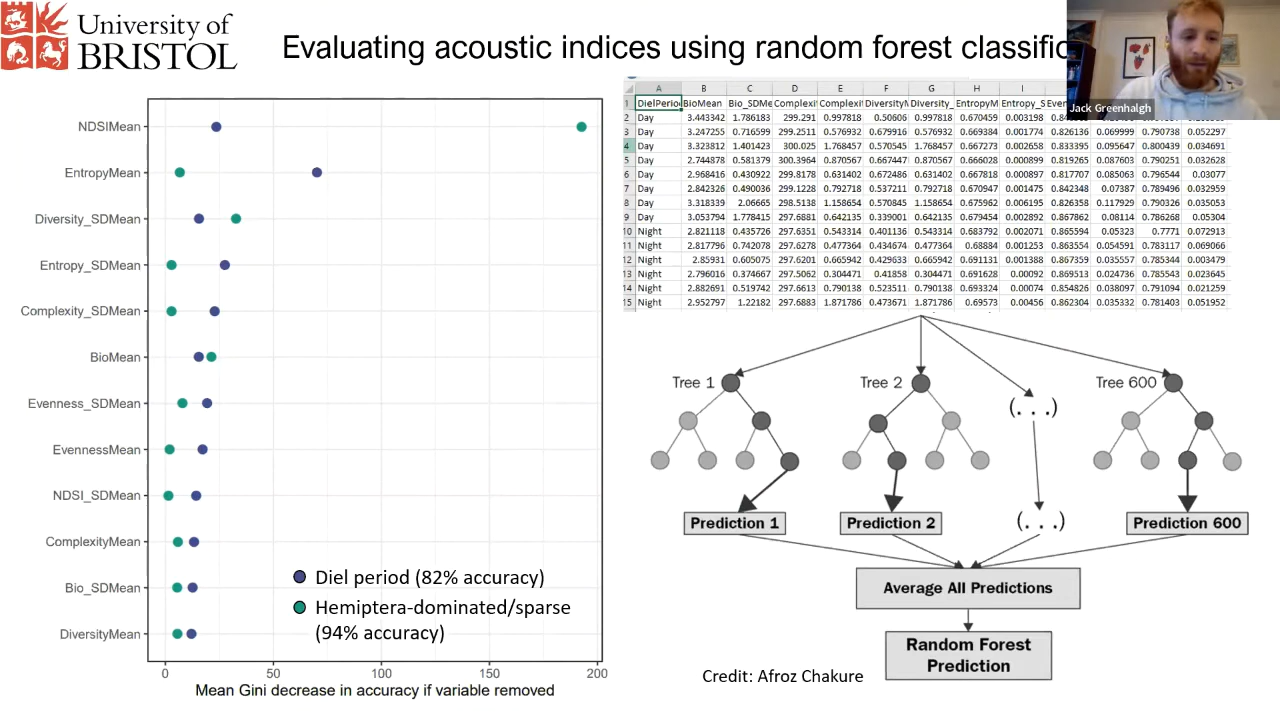 University of
BRISTOL
Evaluating acoustic indices using random forest classific
Jack Greenhalgh
NDSIMean
EntropyMean
Diversity_SDMean
Entropy_SDMean
Complexity_SDMean
BioMean
Evenness_SDMean
EvennessMean
NDSI_SDMean
ComplexityMean
Bio_SDMean
DiversityMean
Diel period (82% accuracy)
Hemiptera-dominated/sparse
(94% accuracy)
0 50 100 150 200
Mean Gini decrease in accuracy if variable removed
A B C D E F G H I
1 DielPeriod BioMean Bio_SDMe Complexit Complexit DiversityM Diversity_ EntropyM Entropy_S
2 Day 3.443342 1.786183 299.291 0.997818 0.50606 0.997818 0.670459 0.003198
3 Day 3.247255 0.716599 299.2511 0.576932 0.679916 0.576932 0.669384 0.001774 0.826136 0.069999 0.790738 0.052297
4 Day 3.323812 1.401423 300.025 1.768457 0.570545 1.768457 0.667273 0.002658 0.833395 0.095647 0.800439 0.034691
5 Day 2.744878 0.581379 300.3964 0.870567 0.667447 0.870567 0.666028 0.000899 0.819265 0.087603 0.790251 0.032628
6 Day 2.968416 0.430922 299.8178 0.631402 0.672486 0.631402 0.667818 0.000897 0.817707 0.085063 0.796544 0.03077
7 Day 2.842326 0.490036 299.1228 0.792718 0.537211 0.792718 0.670947 0.001475 0.842348 0.07387 0.789496 0.032959
8 Day 3.318339 2.06665 298.5138 1.158654 0.570845 1.158654 0.675962 0.006195 0.826358 0.117929 0.790326 0.035053
9 Day 3.053794 1.778415 297.6881 0.642135 0.339001 0.642135 0.679454 0.002892 0.867862 0.08114 0.786268 0.05304
10 Night 2.821118 0.435726 297.6351 0.543314 0.401136 0.543314 0.683792 0.002071 0.865594 0.05323 0.7771 0.072913
11 Night 2.817796 0.742078 297.6278 0.477364 0.434674 0.477364 0.68884 0.001253 0.863554 0.054591 0.783117 0.069066
12 Night 2.85931 0.605075 297.6201 0.665942 0.429633 0.665942 0.691131 0.001388 0.867359 0.035557 0.785344 0.003479
13 Night 2.796016 0.374667 297.5062 0.304471 0.41858 0.304471 0.691628 0.00092 0.869513 0.024736 0.785543 0.023645
14 Night 2.882691 0.519742 297.6613 0.790138 0.523511 0.790138 0.693324 0.00074 0.854826 0.038097 0.791094 0.021259
15 Night 2.952797 1.22182 297.6883 1.871786 0.473671 1.871786 0.69573 0.00456 0.862304 0.035332 0.781403 0.051952
Tree 1 Tree 2 (. . .) Tree 600
Prediction 1 Prediction 2 (. . .) Prediction 600
Average All Predictions
Random Forest
Prediction
Credit: Afroz Chakure